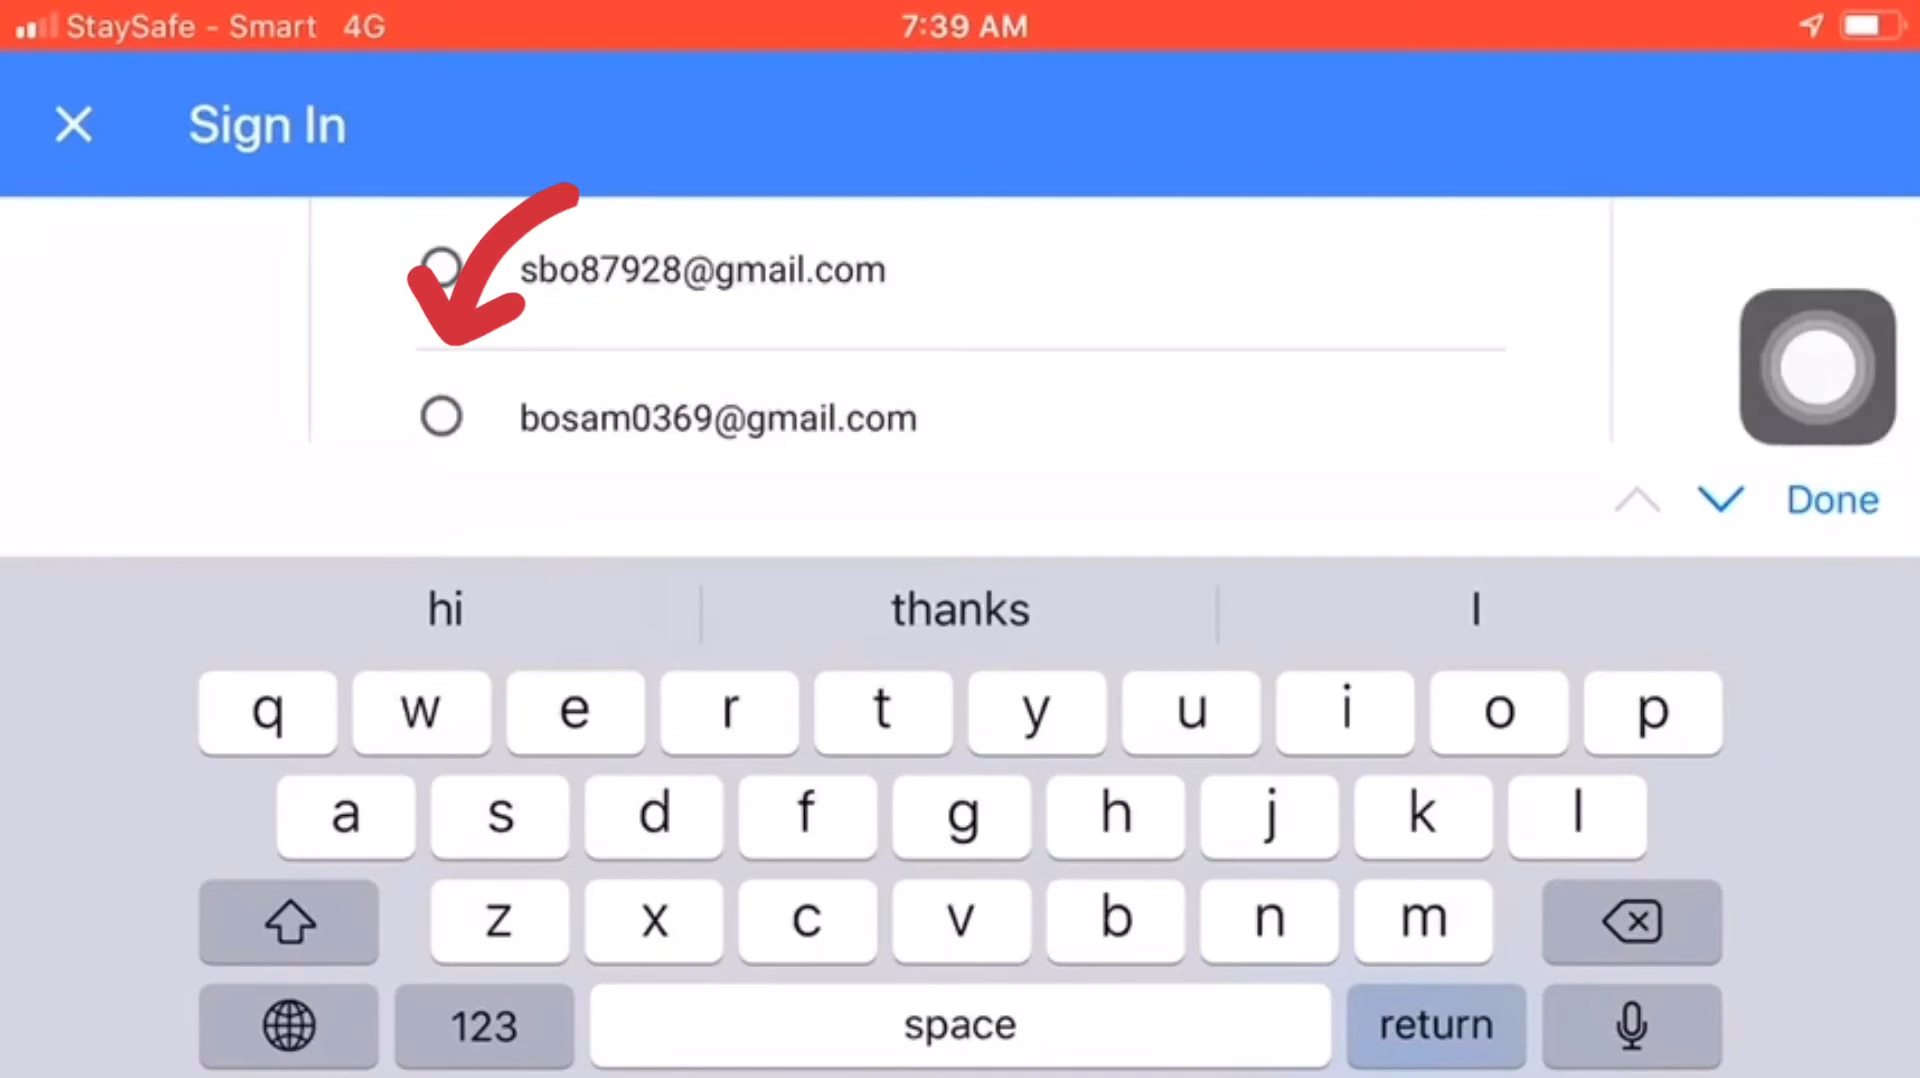 StaySafe - Smart 4G 7:39 AM
Sign In
sbo87928@gmail.com
bosam0369@gmail.com
Done
hi thanks I
q w e r t y u i o p
a s d f g h j k l
z x c v b n m
123 space return